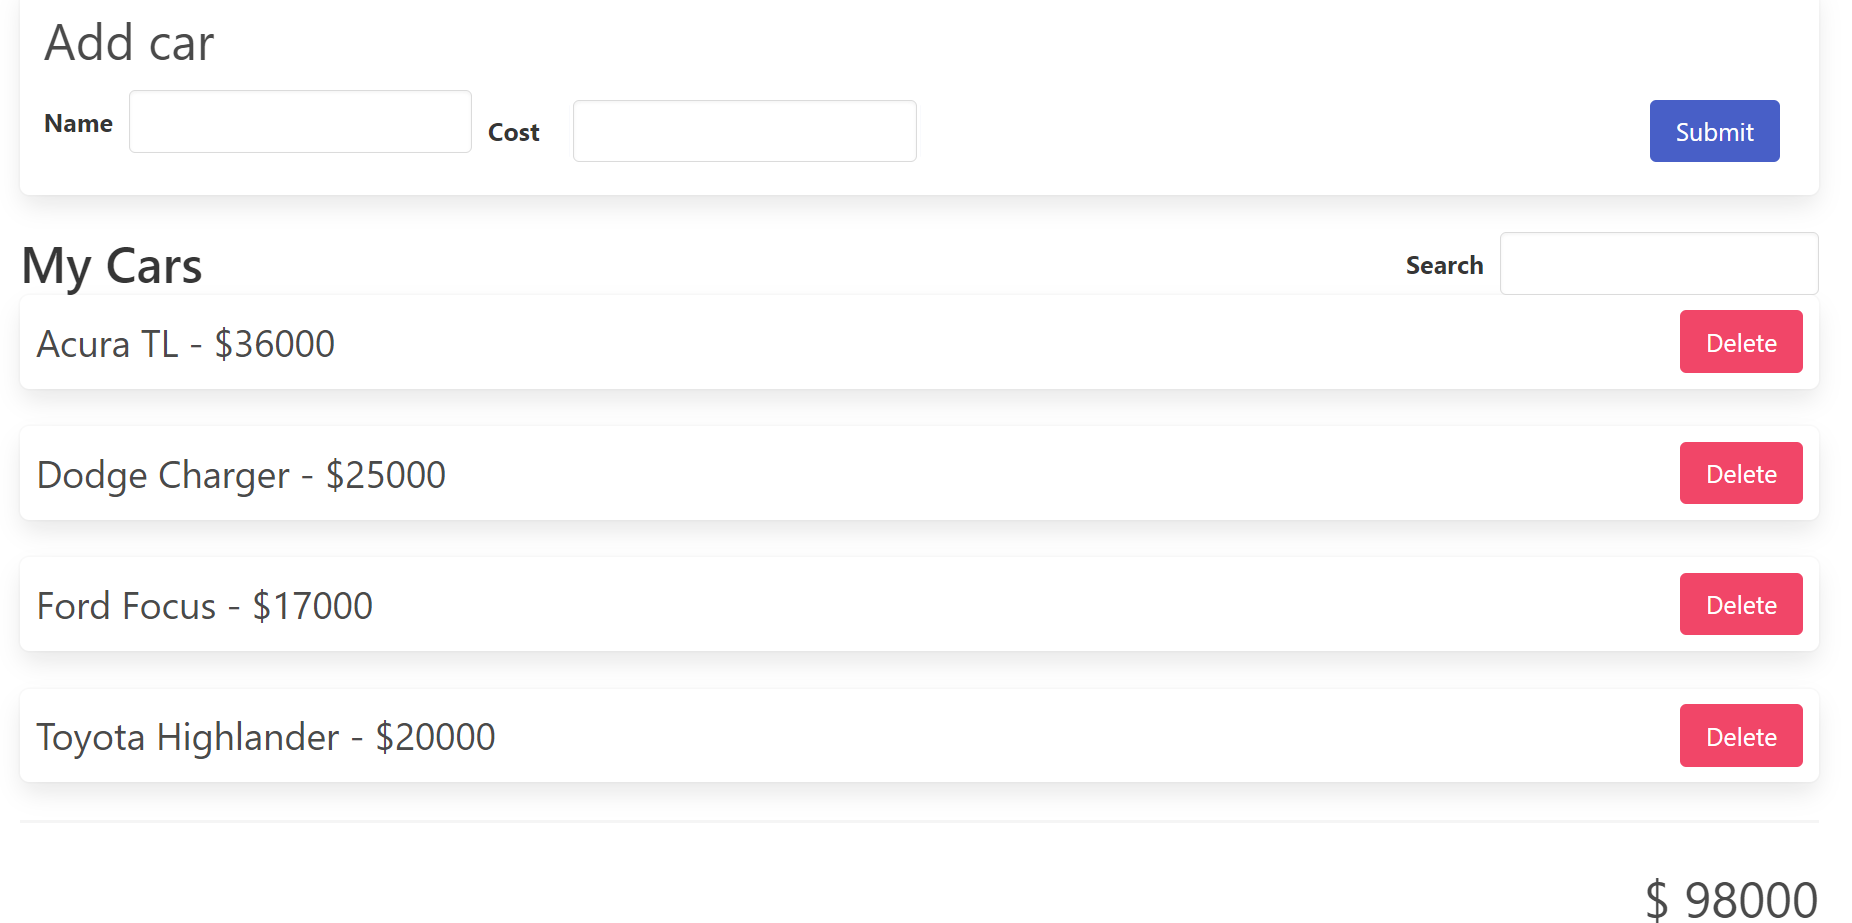 Add car
Name
Cost
Submit
My Cars
Search
Acura TL - $36000
Delete
Dodge Charger - $25000
Delete
Ford Focus - $17000
Delete
Toyota Highlander - $20000
Delete
$ 98000